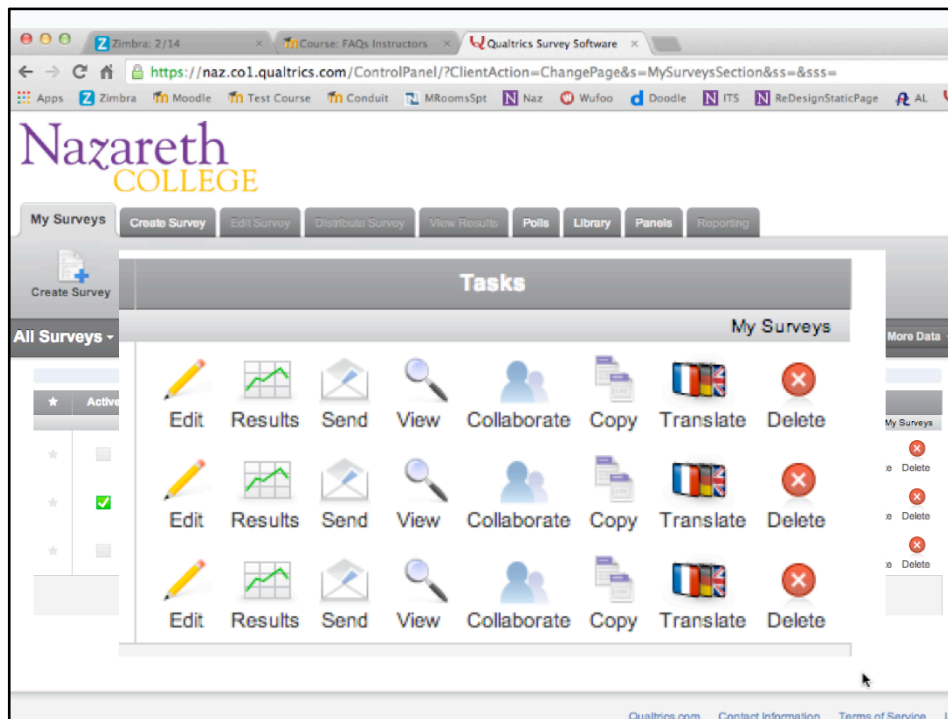 Zimbra: 2/14 Course: FAQs Instructors Qualtrics Survey Software
https://naz.co1.qualtrics.com/ControlPanel/?ClientAction=ChangePage&s=MySurveysSection&ss=&sss=
Apps Zimbra Moodle Test Course Conduit MRoomsSpt Naz Wufoo Doodle ITS ReDesignStaticPage AL
Nazareth
COLLEGE
My Surveys Create Survey Edit Survey Distribute Survey View Results Polls Library Panels Reporting
Create Survey
Tasks
My Surveys
All Surveys
More Data
Active
My Surveys
Edit Results Send View Collaborate Copy Translate Delete
Delete
Edit Results Send View Collaborate Copy Translate Delete
Delete
Edit Results Send View Collaborate Copy Translate Delete
Delete
Qualtrics.com Contact Information Terms of Service